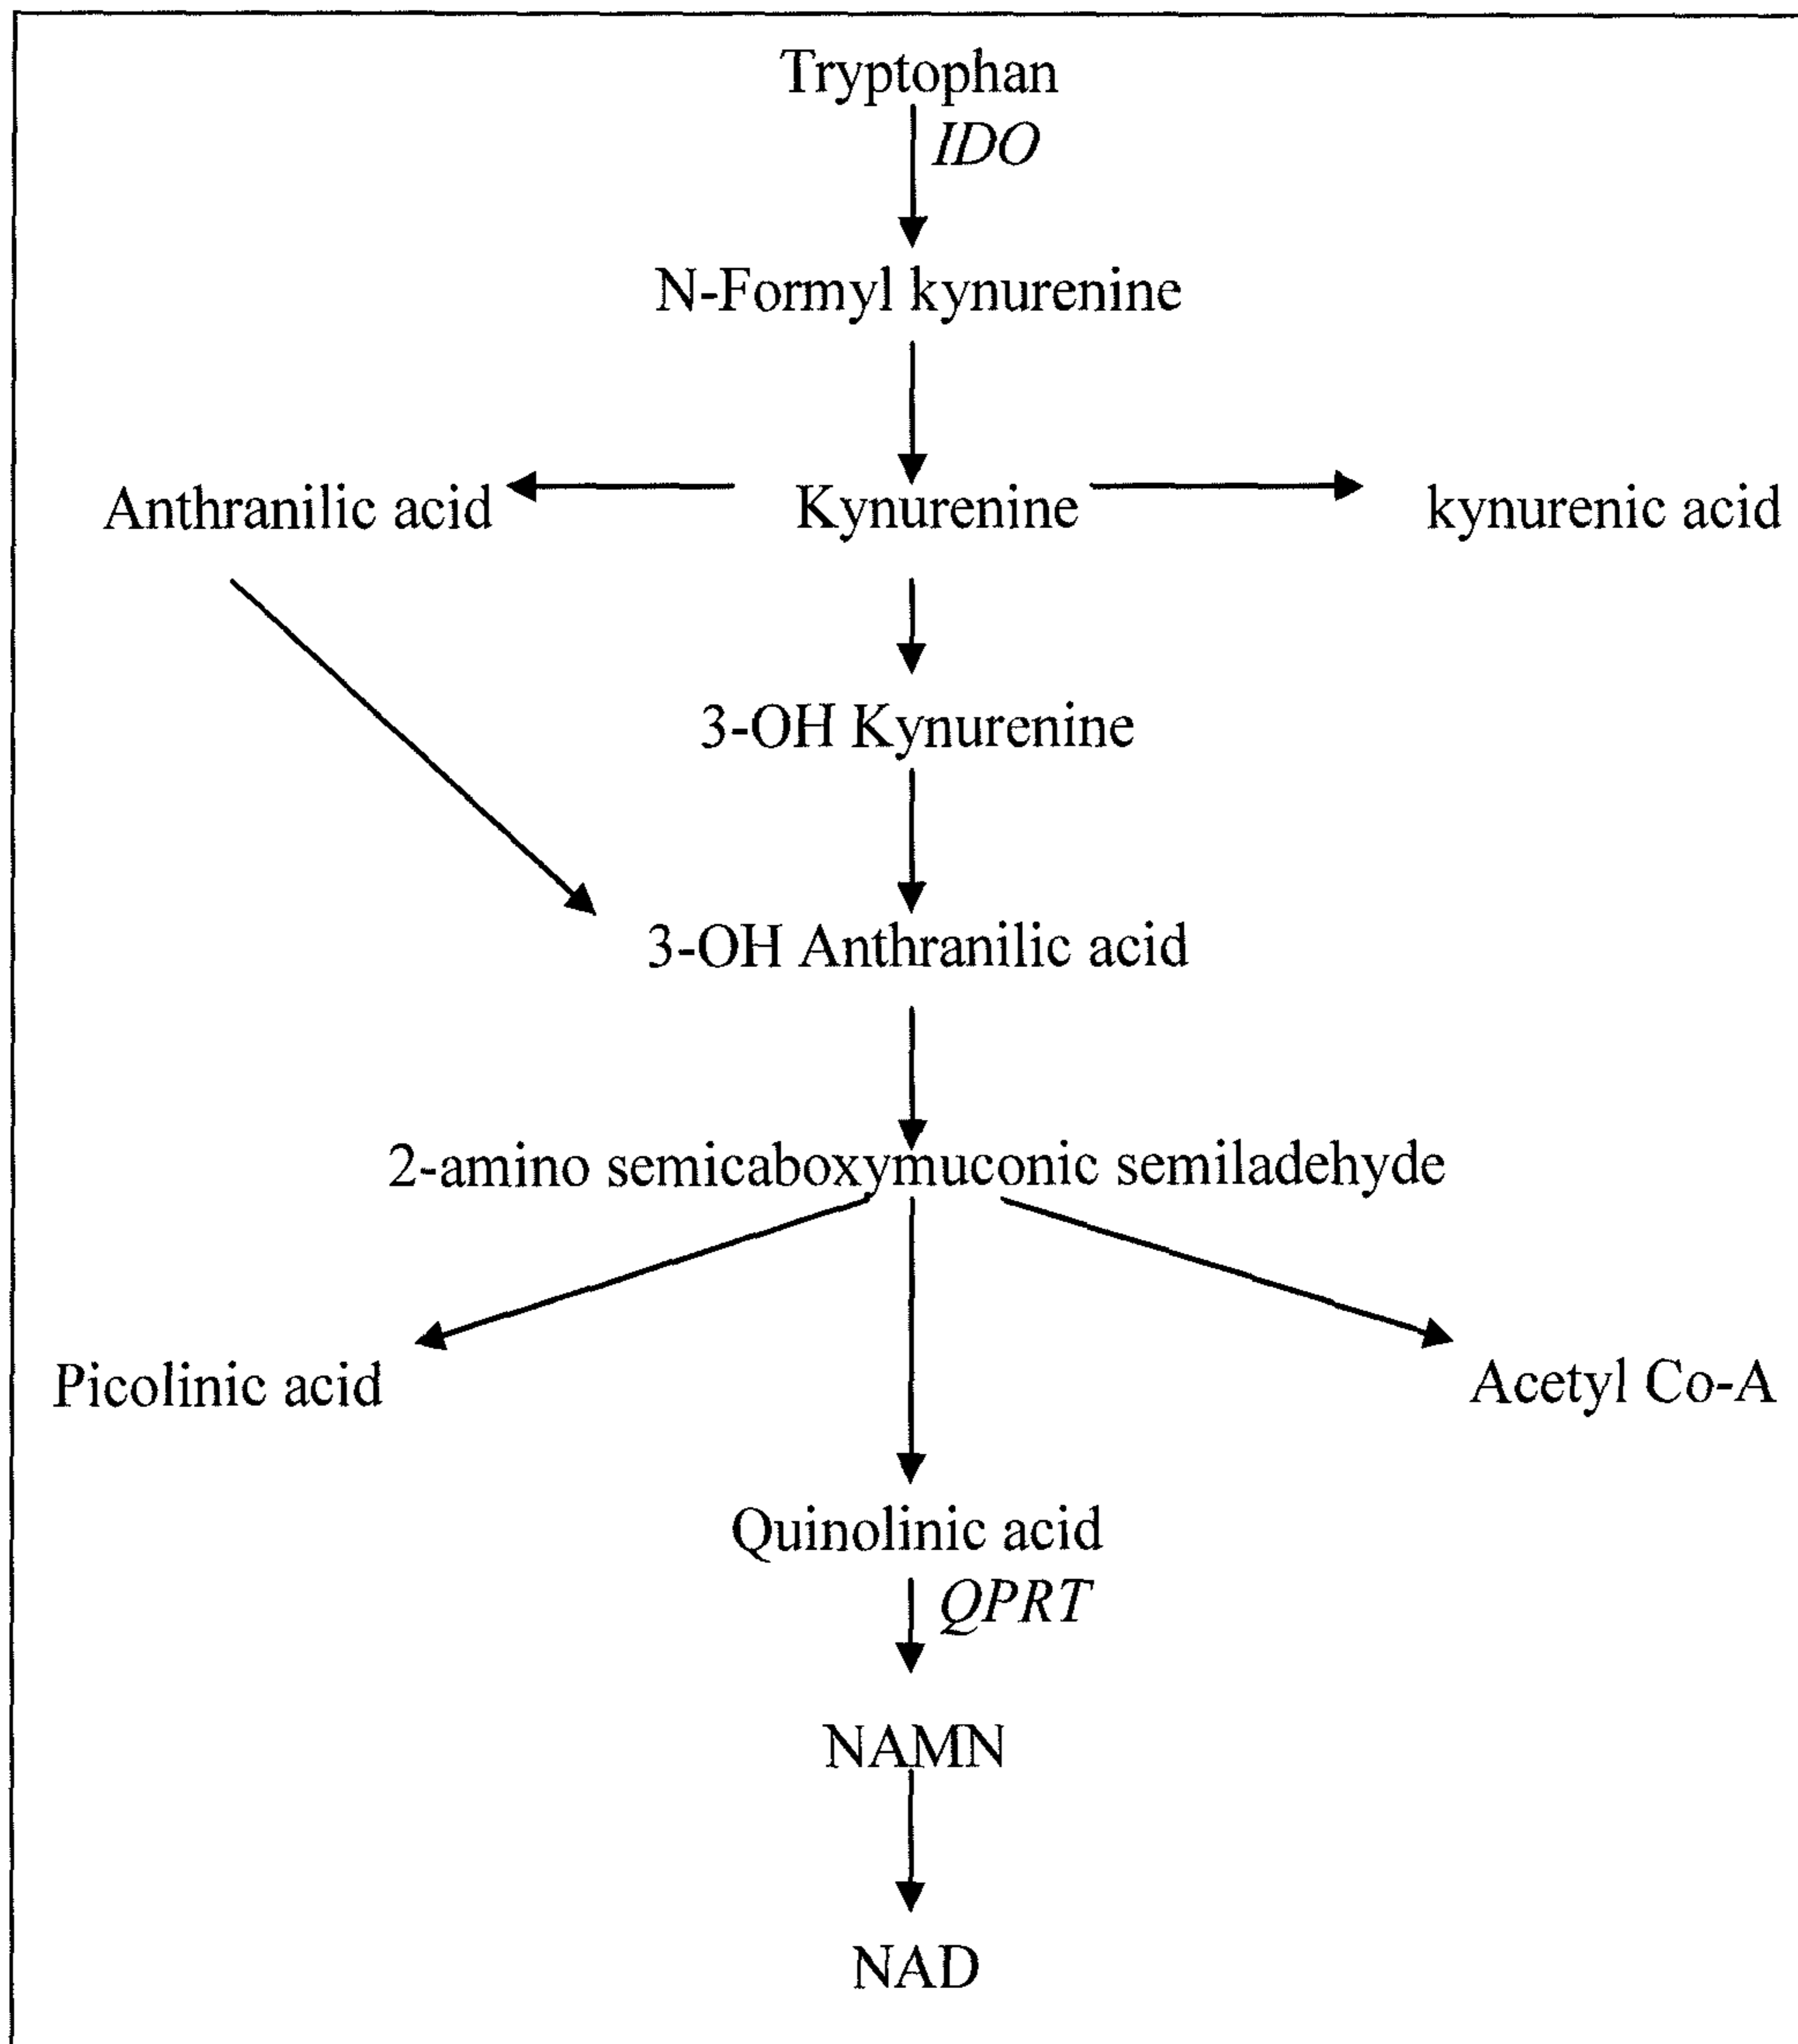 Tryptophan
IDO
N-Formyl kynurenine
Anthranilic acid
Kynurenine
kynurenic acid
3-OH Kynurenine
3-OH Anthranilic acid
2-amino semicaboxymuconic semiladehyde
Picolinic acid
Acetyl Co-A
Quinolinic acid
QPRT
NAMN
NAD